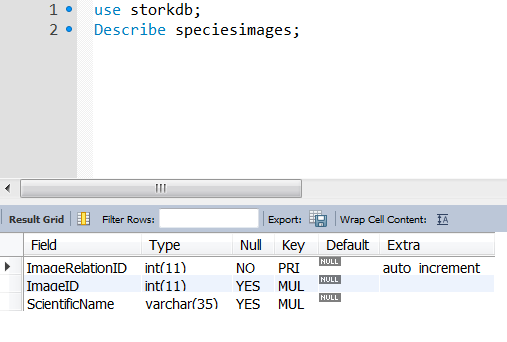 1 use storkdb;
2 Describe speciesimages;
Result Grid Filter Rows: Export: Wrap Cell Content:
Field Type Null Key Default Extra
ImageRelationID int(11) NO PRI NULL auto_increment
ImageID int(11) YES MUL NULL
ScientificName varchar(35) YES MUL NULL